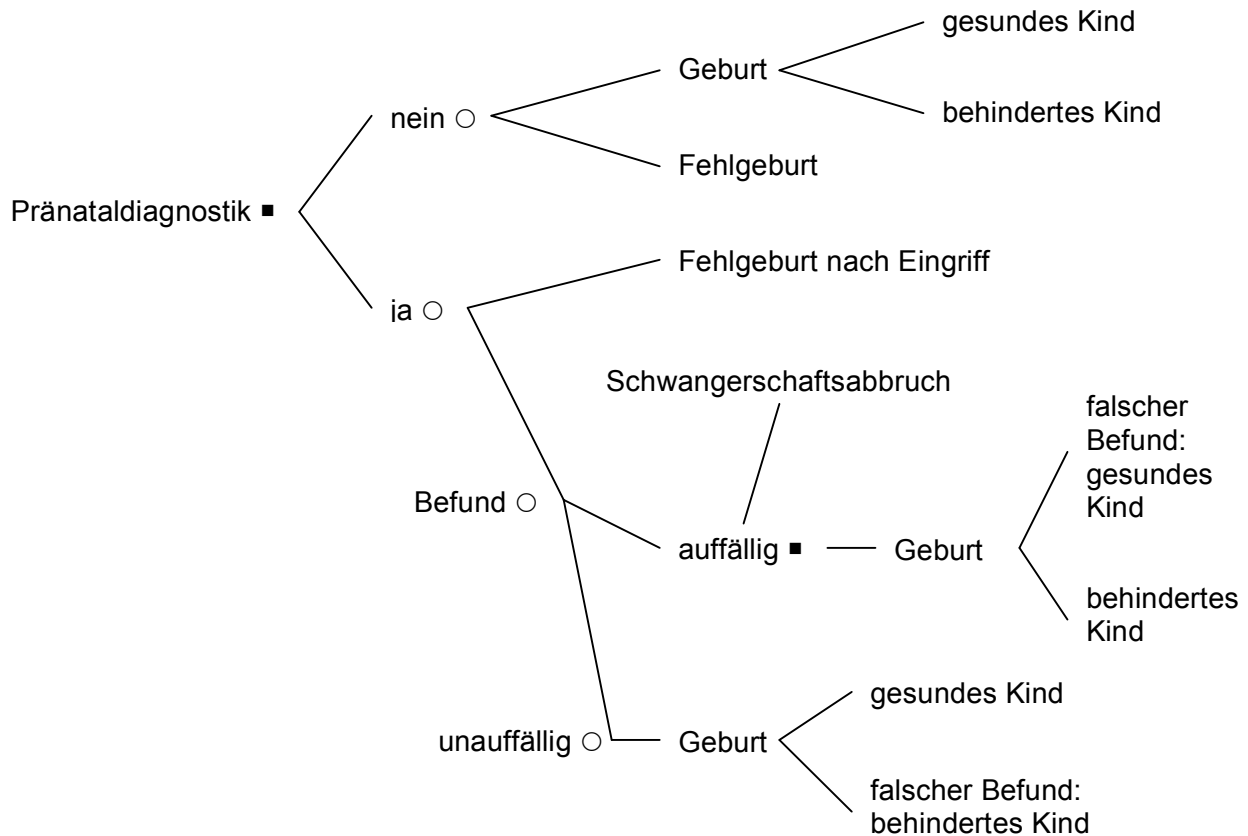 gesundes Kind
Geburt
nein ○
behindertes Kind
Fehlgeburt
Pränataldiagnostik ■
Fehlgeburt nach Eingriff
ja ○
Schwangerschaftsabbruch
falscher
Befund:
gesundes
Kind
Befund ○
auffällig ■
Geburt
behindertes
Kind
gesundes Kind
unauffällig ○
Geburt
falscher Befund:
behindertes Kind